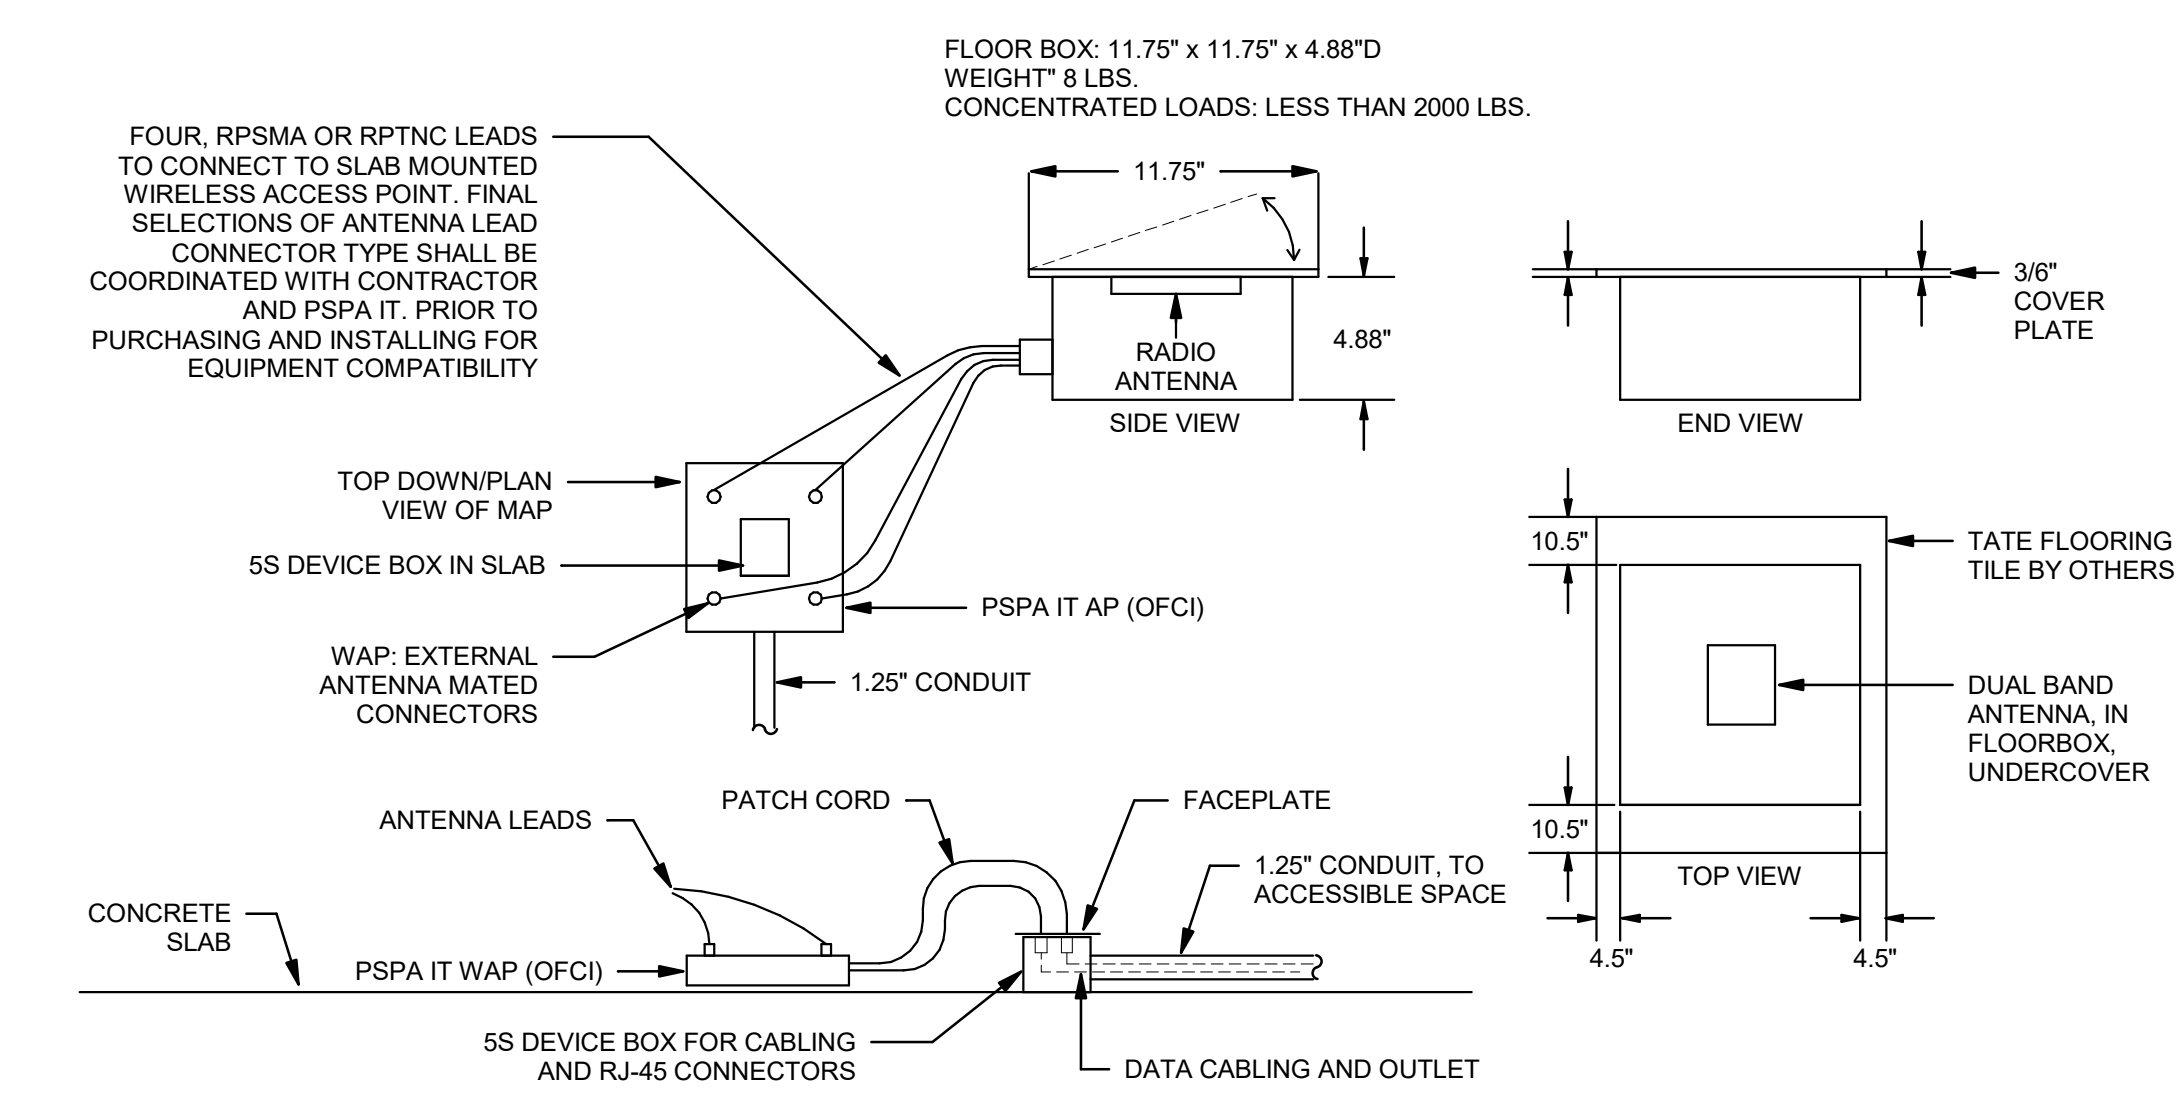 FLOOR BOX: 11.75" x 11.75" x 4.88"D
WEIGHT" 8 LBS.
CONCENTRATED LOADS: LESS THAN 2000 LBS.
FOUR, RPSMA OR RPTNC LEADS
TO CONNECT TO SLAB MOUNTED
WIRELESS ACCESS POINT. FINAL
SELECTIONS OF ANTENNA LEAD
CONNECTOR TYPE SHALL BE
COORDINATED WITH CONTRACTOR
AND PSPA IT. PRIOR TO
PURCHASING AND INSTALLING FOR
EQUIPMENT COMPATIBILITY
11.75"
4.88"
RADIO
ANTENNA
SIDE VIEW
3/6"
COVER
PLATE
END VIEW
TOP DOWN/PLAN
VIEW OF MAP
5S DEVICE BOX IN SLAB
PSPA IT AP (OFCI)
WAP: EXTERNAL
ANTENNA MATED
CONNECTORS
1.25" CONDUIT
10.5"
TATE FLOORING
TILE BY OTHERS
DUAL BAND
ANTENNA, IN
FLOORBOX,
UNDERCOVER
10.5"
TOP VIEW
4.5"
4.5"
PATCH CORD
FACEPLATE
ANTENNA LEADS
1.25" CONDUIT, TO
ACCESSIBLE SPACE
CONCRETE
SLAB
PSPA IT WAP (OFCI)
5S DEVICE BOX FOR CABLING
AND RJ-45 CONNECTORS
DATA CABLING AND OUTLET